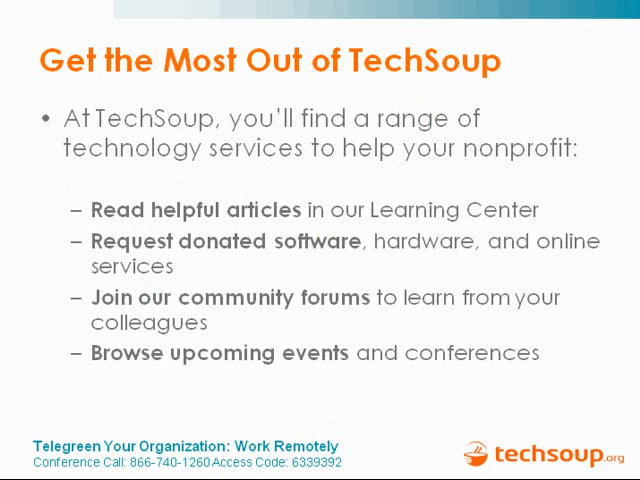 Get the Most Out of TechSoup
• At TechSoup, you'll find a range of
technology services to help your nonprofit:
– Read helpful articles in our Learning Center
– Request donated software, hardware, and online
services
– Join our community forums to learn from your
colleagues
– Browse upcoming events and conferences
Telegreen Your Organization: Work Remotely
Conference Call: 866-740-1260 Access Code: 6339392
techsoup.org